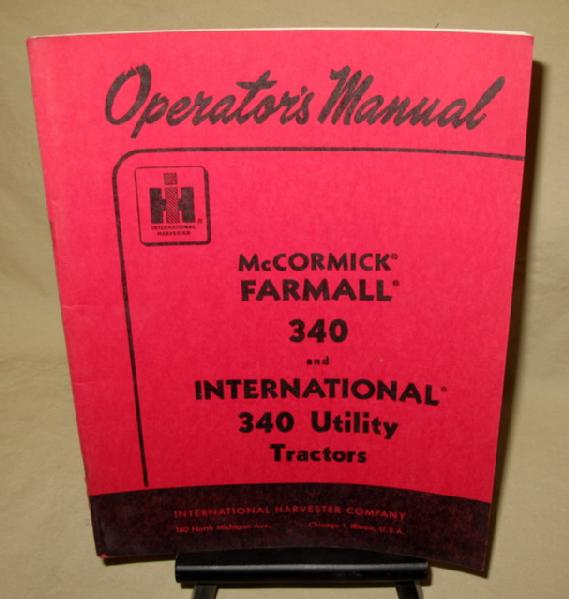 Operator's Manual
IH ®
INTERNATIONAL
HARVESTER
McCORMICK®
FARMALL®
340
and
INTERNATIONAL®
340 Utility
Tractors
INTERNATIONAL HARVESTER COMPANY
180 North Michigan Ave. Chicago 1, Illinois, U.S.A.